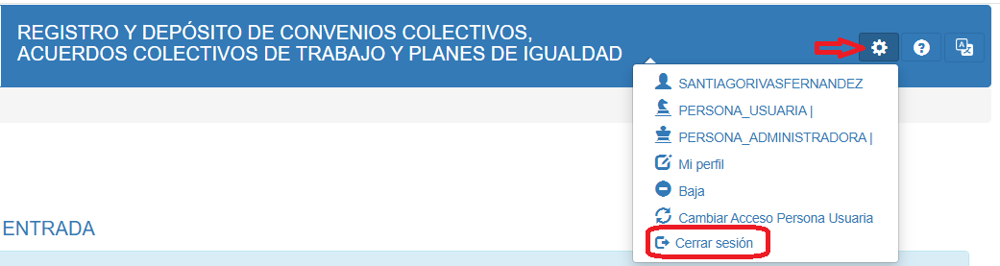 REGISTRO Y DEPÓSITO DE CONVENIOS COLECTIVOS,
ACUERDOS COLECTIVOS DE TRABAJO Y PLANES DE IGUALDAD
SANTIAGORIVASFERNANDEZ
PERSONA_USUARIA |
PERSONA_ADMINISTRADORA |
Mi perfil
Baja
Cambiar Acceso Persona Usuaria
ENTRADA
Cerrar sesión